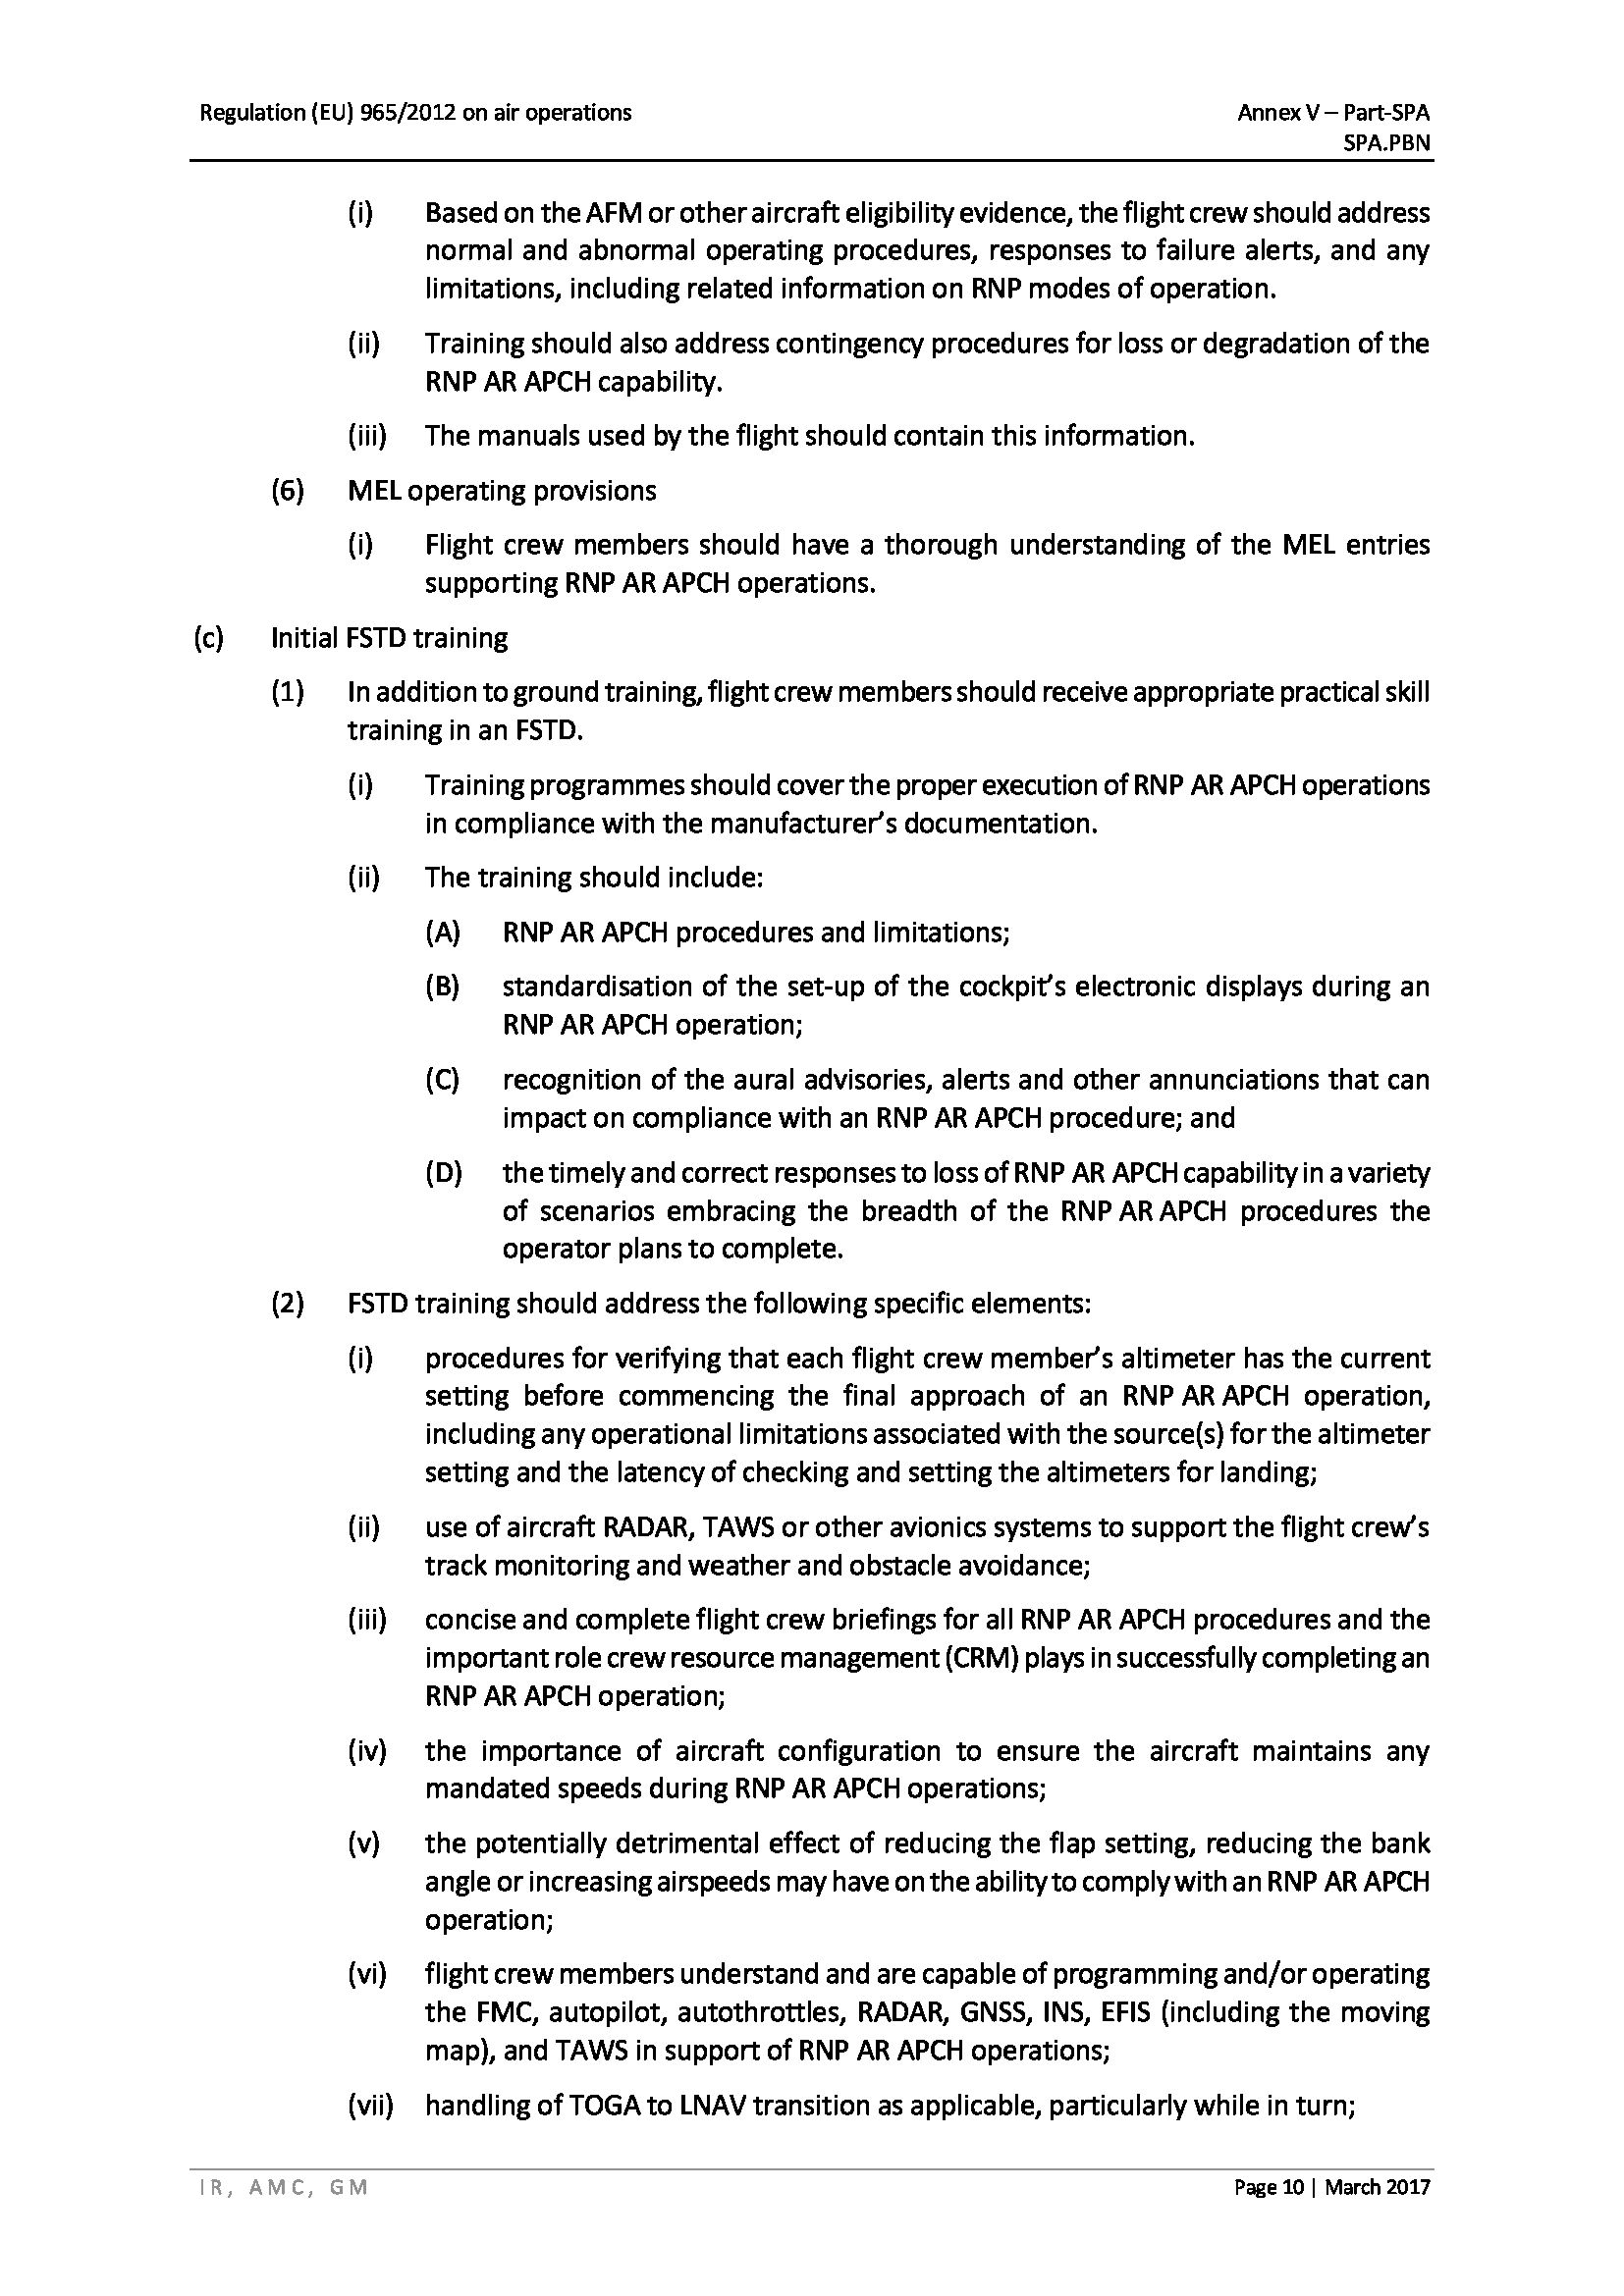 Regulation (EU) 965/2012 on air operations
Annex V – Part-SPA
SPA.PBN
(i) Based on the AFM or other aircraft eligibility evidence, the flight crew should address
normal and abnormal operating procedures, responses to failure alerts, and any
limitations, including related information on RNP modes of operation.
(ii) Training should also address contingency procedures for loss or degradation of the
RNP AR APCH capability.
(iii) The manuals used by the flight should contain this information.
(6) MEL operating provisions
(i) Flight crew members should have a thorough understanding of the MEL entries
supporting RNP AR APCH operations.
(c) Initial FSTD training
(1) In addition to ground training, flight crew members should receive appropriate practical skill
training in an FSTD.
(i) Training programmes should cover the proper execution of RNP AR APCH operations
in compliance with the manufacturer’s documentation.
(ii) The training should include:
(A) RNP AR APCH procedures and limitations;
(B) standardisation of the set-up of the cockpit’s electronic displays during an
RNP AR APCH operation;
(C) recognition of the aural advisories, alerts and other annunciations that can
impact on compliance with an RNP AR APCH procedure; and
(D) the timely and correct responses to loss of RNP AR APCH capability in a variety
of scenarios embracing the breadth of the RNP AR APCH procedures the
operator plans to complete.
(2) FSTD training should address the following specific elements:
(i) procedures for verifying that each flight crew member’s altimeter has the current
setting before commencing the final approach of an RNP AR APCH operation,
including any operational limitations associated with the source(s) for the altimeter
setting and the latency of checking and setting the altimeters for landing;
(ii) use of aircraft RADAR, TAWS or other avionics systems to support the flight crew’s
track monitoring and weather and obstacle avoidance;
(iii) concise and complete flight crew briefings for all RNP AR APCH procedures and the
important role crew resource management (CRM) plays in successfully completing an
RNP AR APCH operation;
(iv) the importance of aircraft configuration to ensure the aircraft maintains any
mandated speeds during RNP AR APCH operations;
(v) the potentially detrimental effect of reducing the flap setting, reducing the bank
angle or increasing airspeeds may have on the ability to comply with an RNP AR APCH
operation;
(vi) flight crew members understand and are capable of programming and/or operating
the FMC, autopilot, autothrottles, RADAR, GNSS, INS, EFIS (including the moving
map), and TAWS in support of RNP AR APCH operations;
(vii) handling of TOGA to LNAV transition as applicable, particularly while in turn;
IR, AMC, GM
Page 10 | March 2017